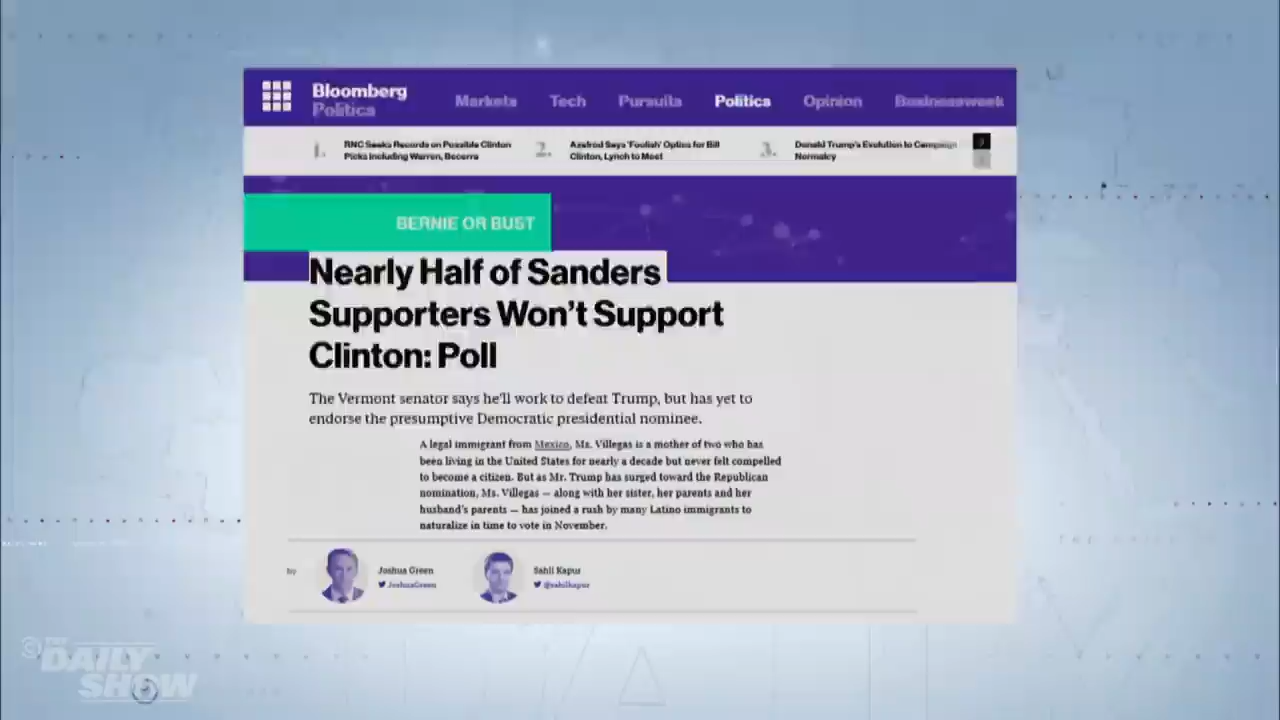 Bloomberg
Politics
Markets Tech Pursuits Politics Opinion Businessweek
1. RNC Seeks Records on Possible Clinton
Picks Including Warren, Becerra
2. Axelrod Says 'Foolish' Optics for Bill
Clinton, Lynch to Meet
3. Donald Trump's Evolution to Campaign
Normalcy
BERNIE OR BUST
Nearly Half of Sanders
Supporters Won't Support
Clinton: Poll
The Vermont senator says he'll work to defeat Trump, but has yet to
endorse the presumptive Democratic presidential nominee.
A legal immigrant from Mexico, Ms. Villegas is a mother of two who has
been living in the United States for nearly a decade but never felt compelled
to become a citizen. But as Mr. Trump has surged toward the Republican
nomination, Ms. Villegas — along with her sister, her parents and her
husband's parents — has joined a rush by many Latino immigrants to
naturalize in time to vote in November.
by
Joshua Green
JoshuaGreen
Sahil Kapur
@sahilkapur
THE
DAILY
SHOW